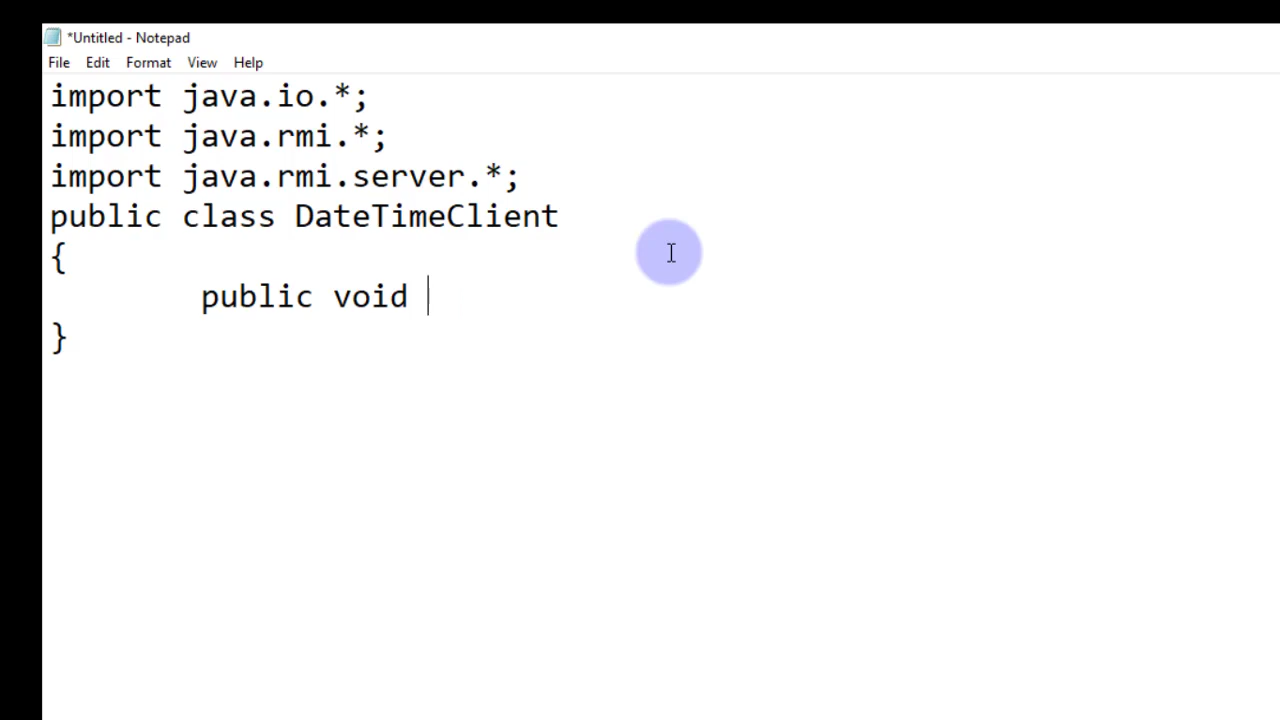 *Untitled - Notepad
File Edit Format View Help
import java.io.*;
import java.rmi.*;
import java.rmi.server.*;
public class DateTimeClient
{
public void
}